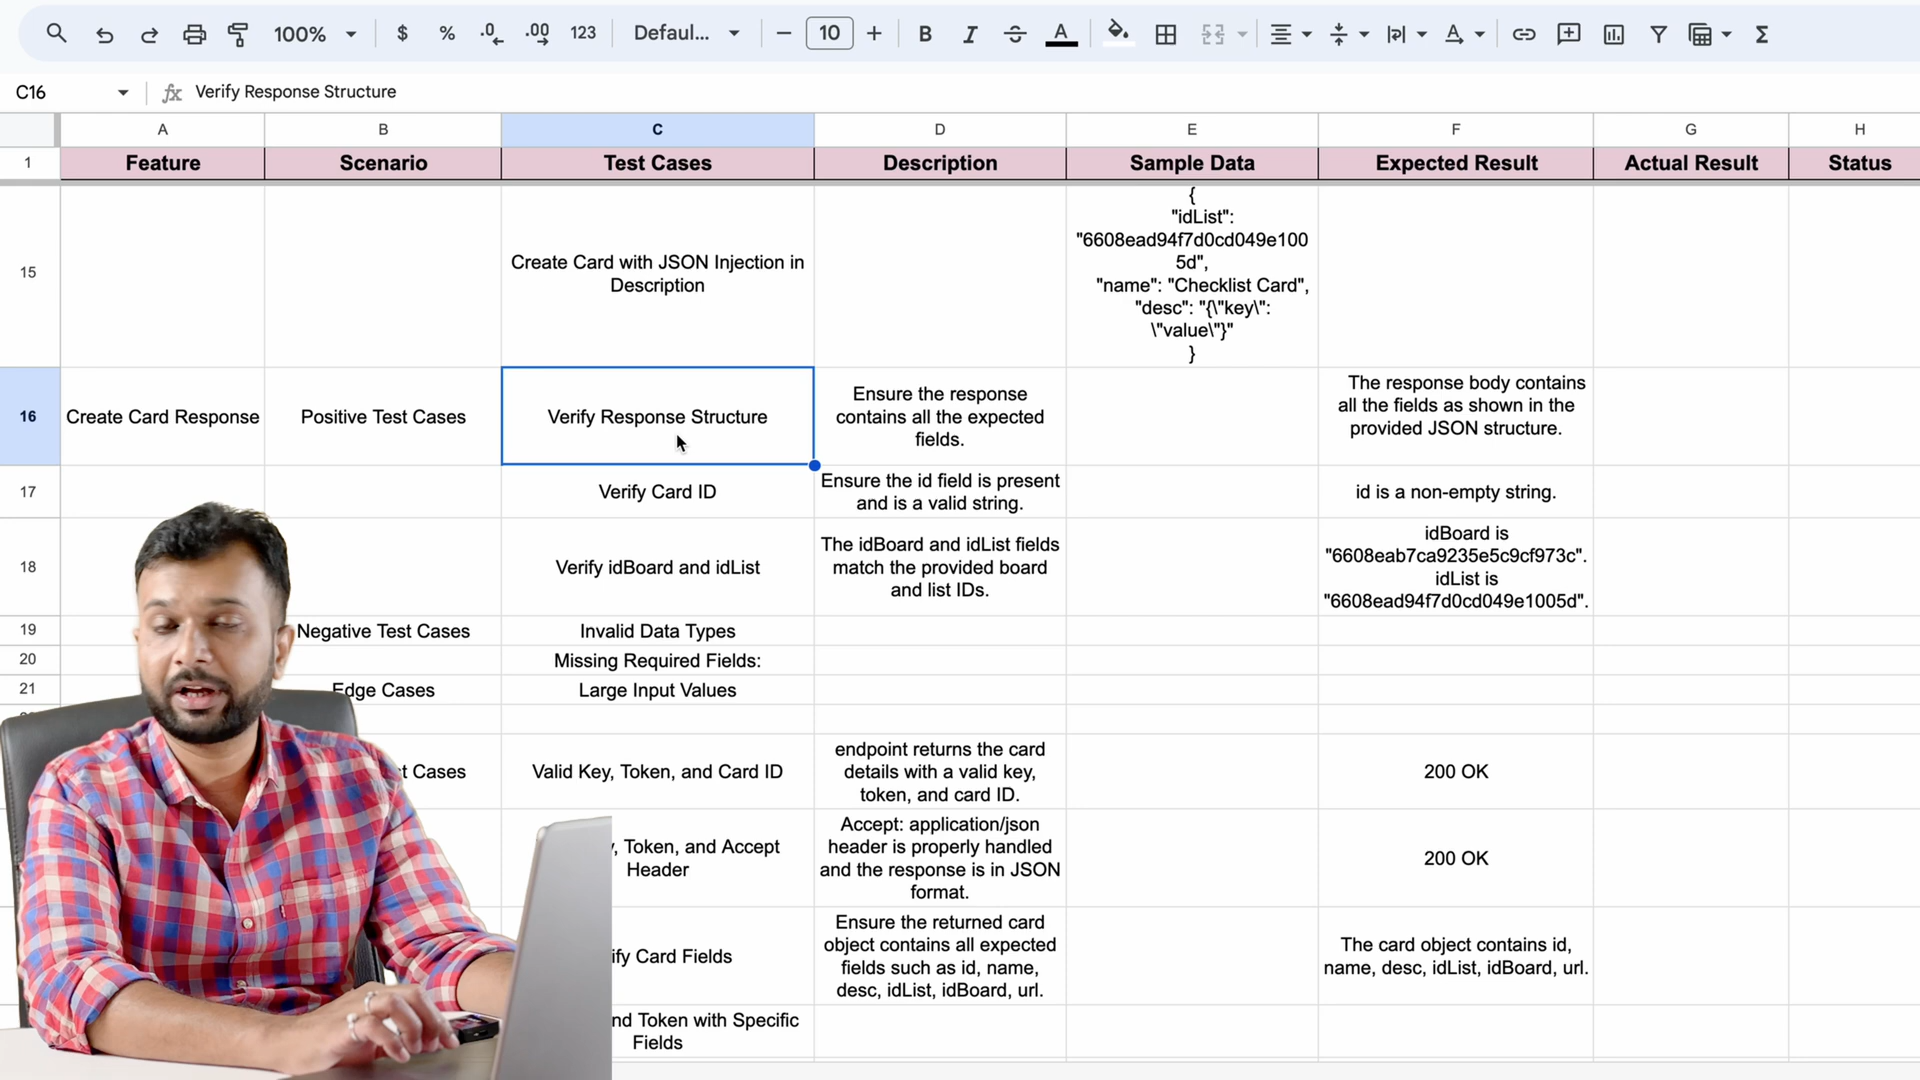 100%
$ % .0 .00 123
Defaul...
10
B I A
Σ
C16
fx Verify Response Structure
A B C D E F G H
1 Feature Scenario Test Cases Description Sample Data Expected Result Actual Result Status
15
Create Card with JSON Injection in
Description
{
"idList":
"6608ead94f7d0cd049e100
5d",
"name": "Checklist Card",
"desc": "{\"key\":
\"value\"}"
}
16
Create Card Response
Positive Test Cases
Verify Response Structure
Ensure the response
contains all the expected
fields.
The response body contains
all the fields as shown in the
provided JSON structure.
17
Verify Card ID
Ensure the id field is present
and is a valid string.
id is a non-empty string.
18
Verify idBoard and idList
The idBoard and idList fields
match the provided board
and list IDs.
idBoard is
"6608eab7ca9235e5c9cf973c".
idList is
"6608ead94f7d0cd049e1005d".
19
Negative Test Cases
Invalid Data Types
20
Missing Required Fields:
21
Edge Cases
Large Input Values
t Cases
Valid Key, Token, and Card ID
endpoint returns the card
details with a valid key,
token, and card ID.
200 OK
, Token, and Accept
Header
Accept: application/json
header is properly handled
and the response is in JSON
format.
200 OK
ify Card Fields
Ensure the returned card
object contains all expected
fields such as id, name,
desc, idList, idBoard, url.
The card object contains id,
name, desc, idList, idBoard, url.
nd Token with Specific
Fields